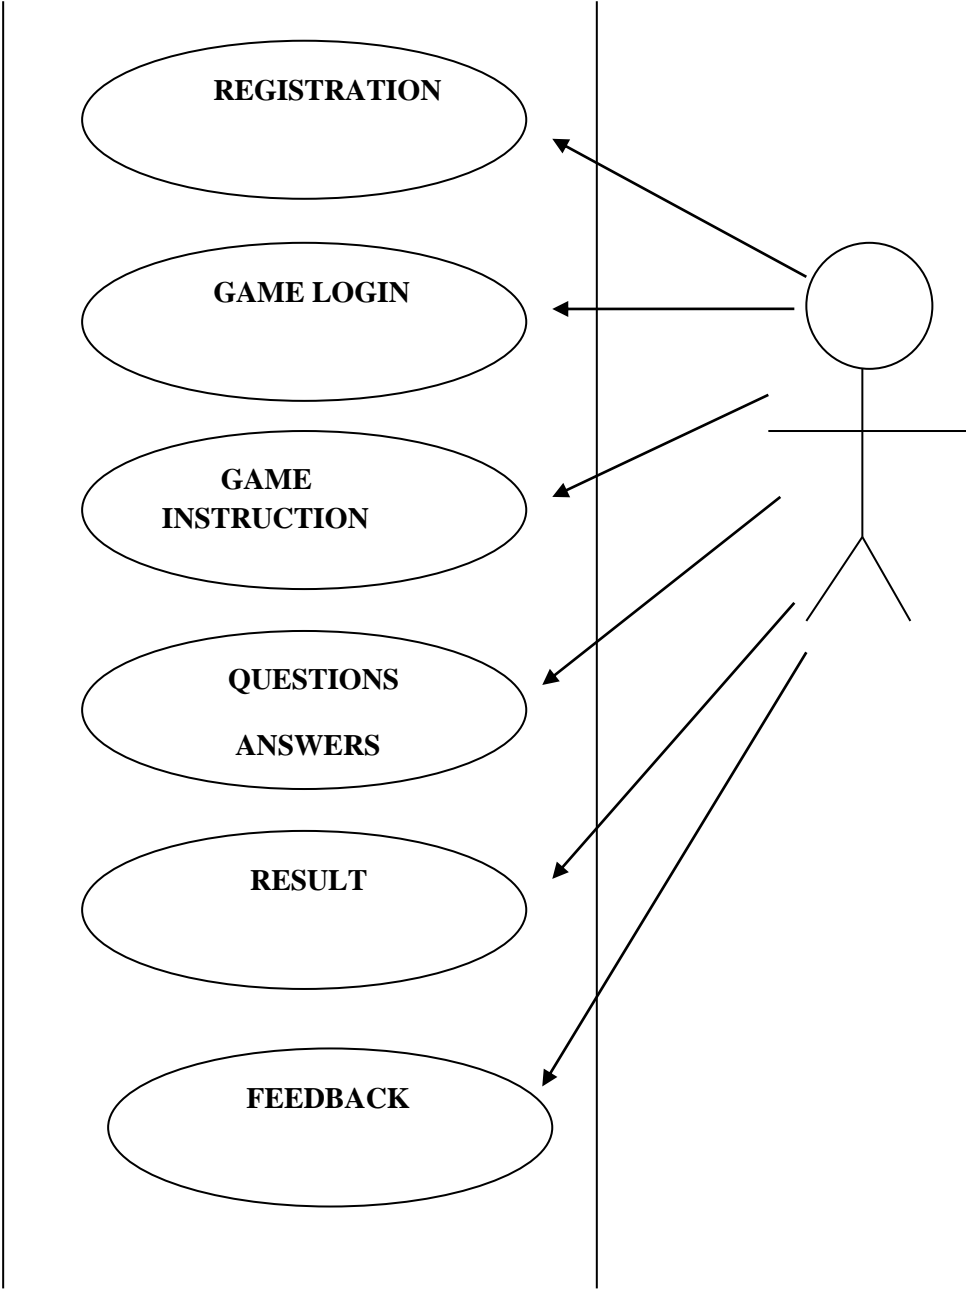 REGISTRATION
GAME LOGIN
GAME
INSTRUCTION
QUESTIONS
ANSWERS
RESULT
FEEDBACK